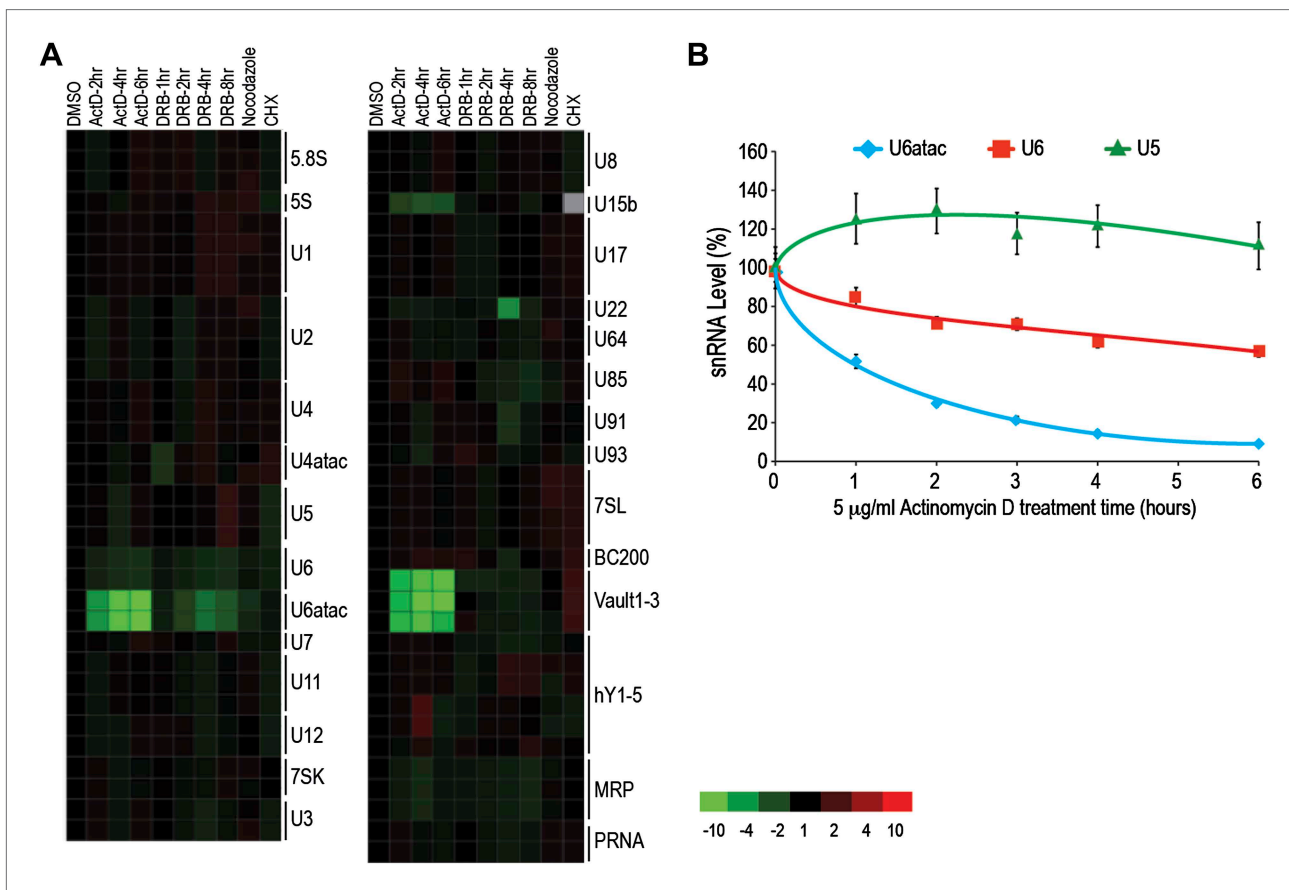 A
DMSO
ActD-2hr
ActD-4hr
ActD-6hr
DRB-1hr
DRB-2hr
DRB-4hr
DRB-8hr
Nocodazole
CHX
5.8S
5S
U1
U2
U4
U4atac
U5
U6
U6atac
U7
U11
U12
7SK
U3
DMSO
ActD-2hr
ActD-4hr
ActD-6hr
DRB-1hr
DRB-2hr
DRB-4hr
DRB-8hr
Nocodazole
CHX
U8
U15b
U17
U22
U64
U85
U91
U93
7SL
BC200
Vault1-3
hY1-5
MRP
PRNA
B
U6atac U6 U5
snRNA Level (%)
160
140
120
100
80
60
40
20
0
0 1 2 3 4 5 6
5 μg/ml Actinomycin D treatment time (hours)
-10 -4 -2 1 2 4 10